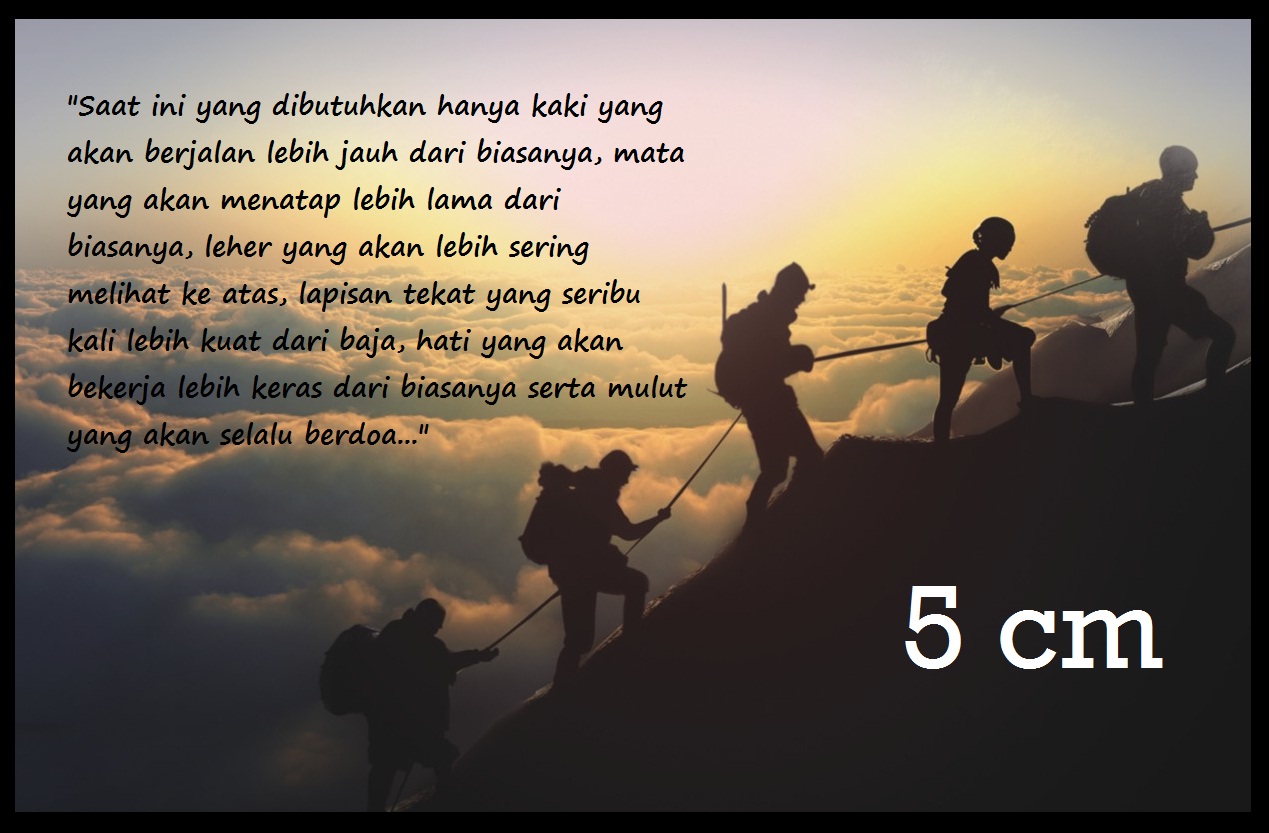 "Saat ini yang dibutuhkan hanya kaki yang
akan berjalan lebih jauh dari biasanya, mata
yang akan menatap lebih lama dari
biasanya, leher yang akan lebih sering
melihat ke atas, lapisan tekat yang seribu
kali lebih kuat dari baja, hati yang akan
bekerja lebih keras dari biasanya serta mulut
yang akan selalu berdoa..."
5 cm